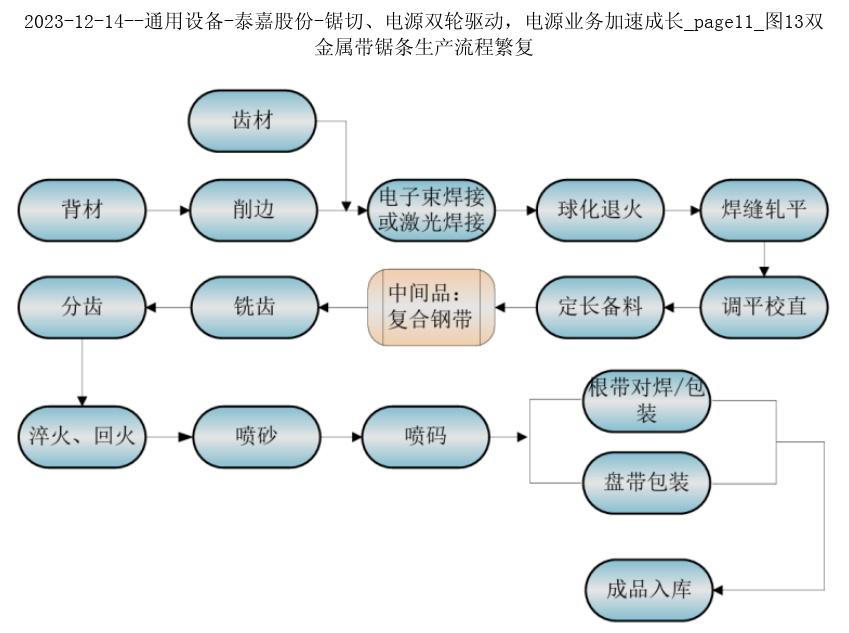 2023-12-14--通用设备-泰嘉股份-锯切、电源双轮驱动，电源业务加速成长_page11_图13双
金属带锯条生产流程繁复
齿材
背材
削边
电子束焊接
或激光焊接
球化退火
焊缝轧平
分齿
铣齿
中间品：
复合钢带
定长备料
调平校直
淬火、回火
喷砂
喷码
根带对焊/包
装
盘带包装
成品入库